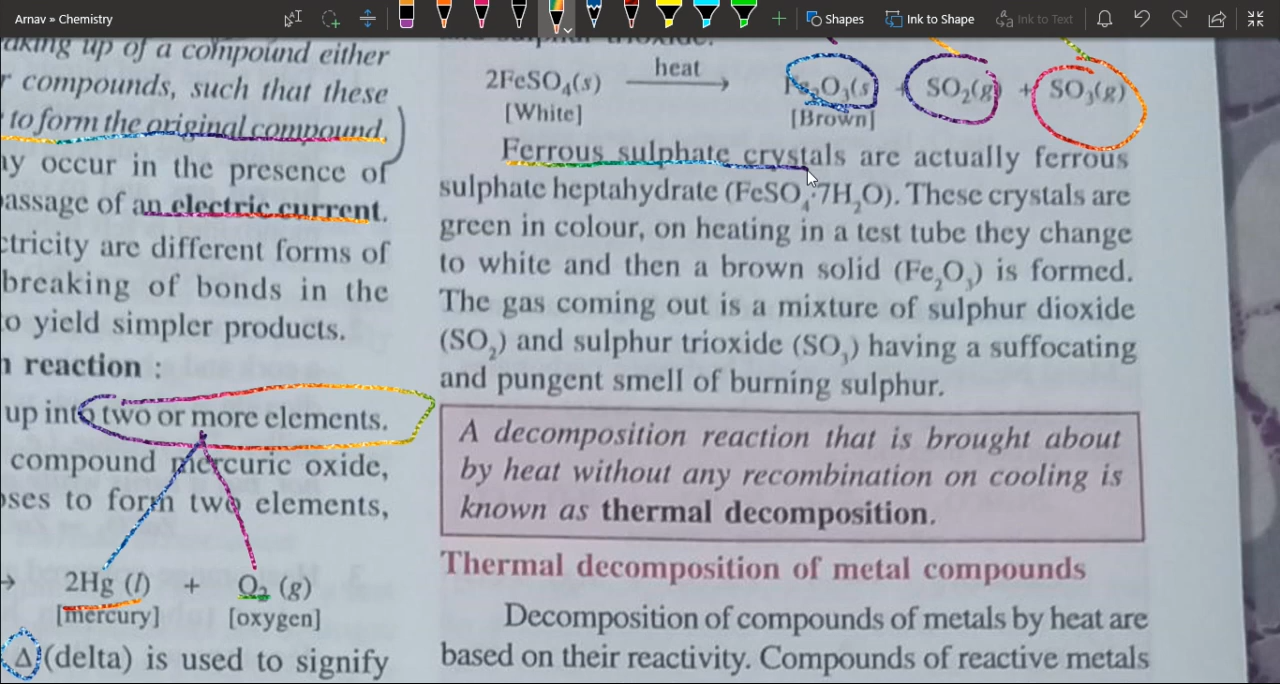 Arnav » Chemistry
Shapes
Ink to Shape
Ink to Text
aking up of a compound either
r compounds, such that these
to form the original compound
ay occur in the presence of
assage of an electric current.
ctricity are different forms of
breaking of bonds in the
to yield simpler products.
n reaction :
up into two or more elements.
compound mercuric oxide,
oses to form two elements,
→ 2Hg (l) + O₂ (g)
[mercury] [oxygen]
Δ (delta) is used to signify
sulphur trioxide.
2FeSO₄(s) heat → Fe₂O₃(s) + SO₂(g) + SO₃(g)
[White] [Brown]
Ferrous sulphate crystals are actually ferrous
sulphate heptahydrate (FeSO₄.7H₂O). These crystals are
green in colour, on heating in a test tube they change
to white and then a brown solid (Fe₂O₃) is formed.
The gas coming out is a mixture of sulphur dioxide
(SO₂) and sulphur trioxide (SO₃) having a suffocating
and pungent smell of burning sulphur.
A decomposition reaction that is brought about
by heat without any recombination on cooling is
known as thermal decomposition.
Thermal decomposition of metal compounds
Decomposition of compounds of metals by heat are
based on their reactivity. Compounds of reactive metals